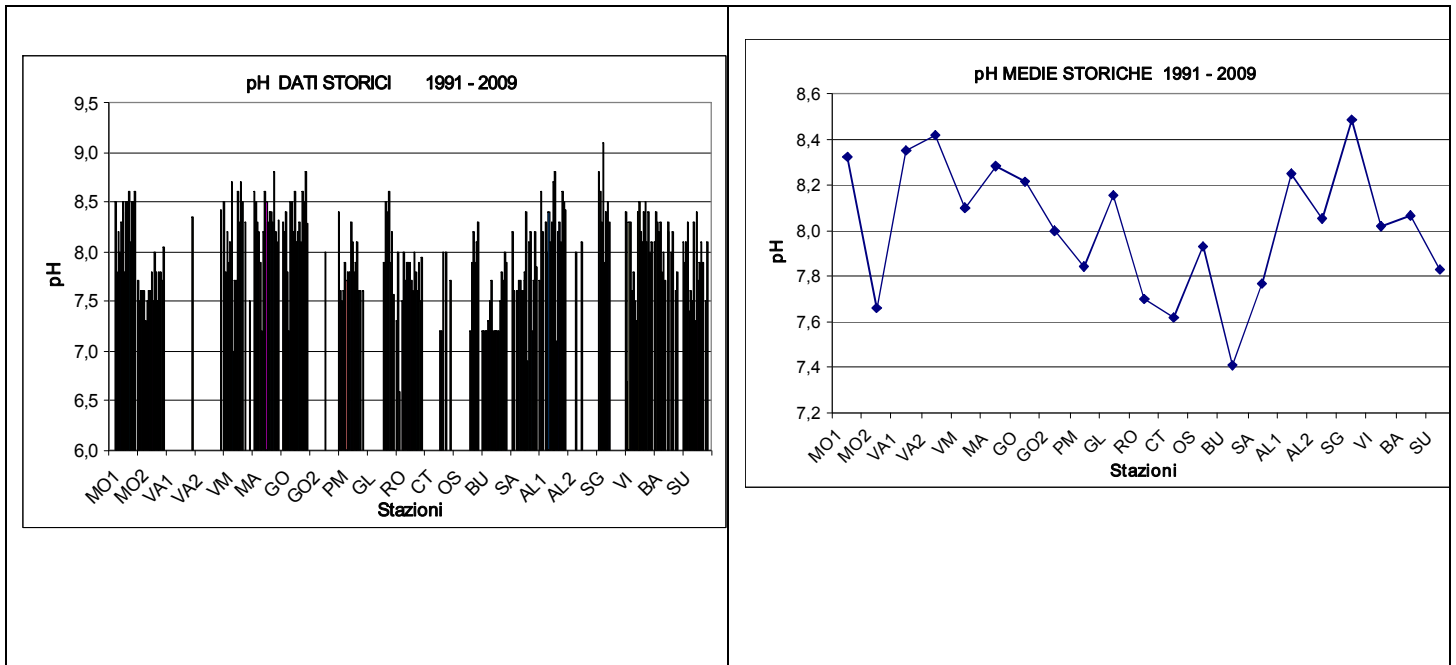 pH DATI STORICI 1991 - 2009
9,5
9,0
8,5
8,0
7,5
7,0
6,5
6,0
pH
MO1 MO2 VA1 VA2 VM MA GO GO2 PM GL RO CT OS BU SA AL1 AL2 SG VI BA SU
Stazioni
pH MEDIE STORICHE 1991 - 2009
8,6
8,4
8,2
8,0
7,8
7,6
7,4
7,2
pH
MO1 MO2 VA1 VA2 VM MA GO GO2 PM GL RO CT OS BU SA AL1 AL2 SG VI BA SU
Stazioni